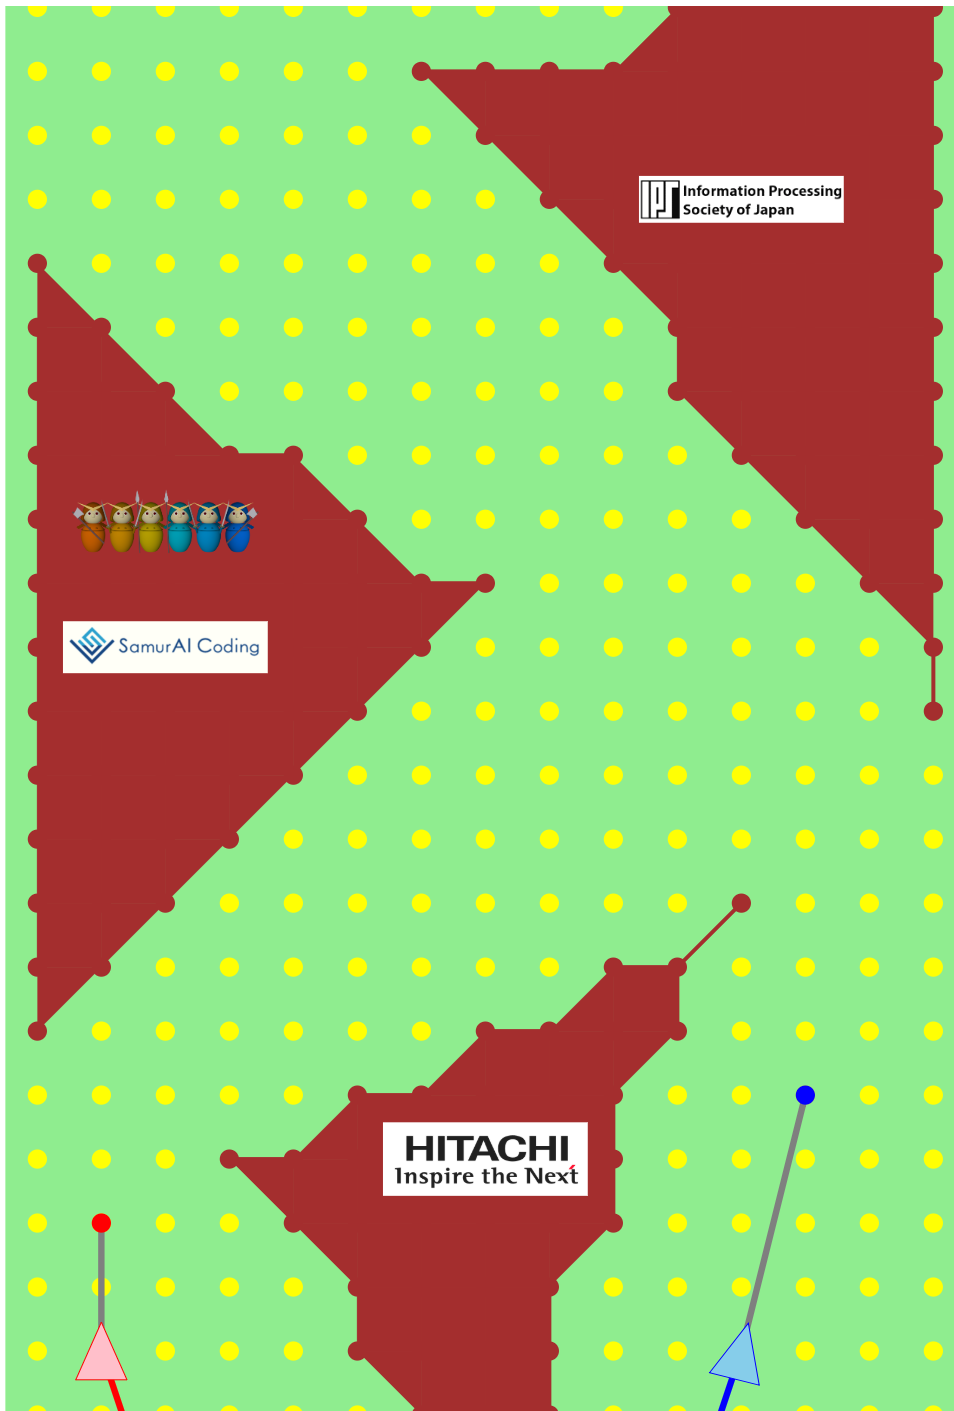 Information Processing
Society of Japan
SamurAI Coding
HITACHI
Inspire the Next